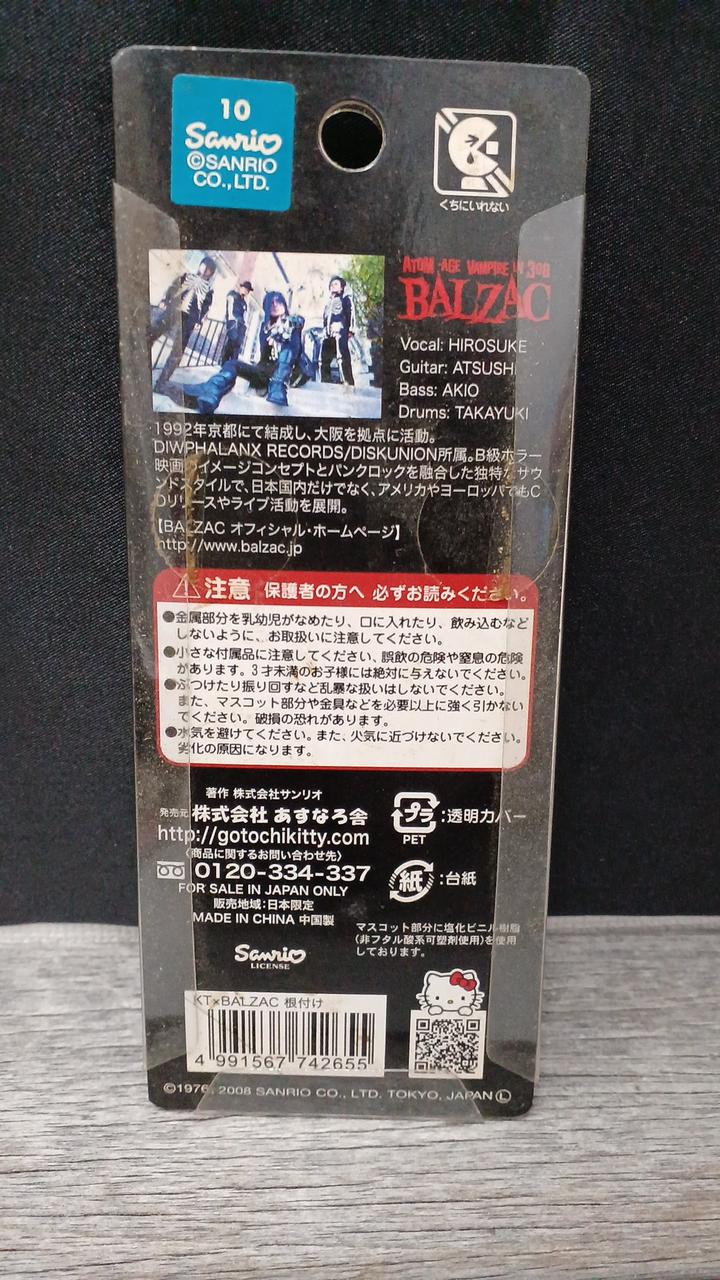 10
Sanrio
©SANRIO
CO., LTD.
くちにいれない
ATOM-AGE VAMPIRE IN 308
BALZAC
Vocal: HIROSUKE
Guitar: ATSUSHI
Bass: AKIO
Drums: TAKAYUKI
1992年京都にて結成し、大阪を拠点に活動。
DIWPHALANX RECORDS/DISKUNION所属。B級ホラー
映画のイメージコンセプトとパンクロックを融合した独特なサウ
ンドスタイルで、日本国内だけでなく、アメリカやヨーロッパでもC
Dリリースやライブ活動を展開。
【BALZAC オフィシャル・ホームページ】
http://www.balzac.jp
注意 保護者の方へ 必ずお読みください。
●金属部分を乳幼児がなめたり、口に入れたり、飲み込むなど
しないように、お取扱いに注意してください。
●小さな付属品に注意してください、誤飲の危険や窒息の危険
があります。3才未満のお子様には絶対に与えないでください。
●ぶつけたり振り回すなど乱暴な扱いはしないでください。
また、マスコット部分や金具などを必要以上に強く引かない
でください。破損の恐れがあります。
●水気を避けてください。また、火気に近づけないでください。
劣化の原因になります。
著作 株式会社サンリオ
発売元 株式会社 あすなろ舎
http://gotochikitty.com
〈商品に関するお問い合わせ先〉
0120-334-337
FOR SALE IN JAPAN ONLY
販売地域:日本限定
MADE IN CHINA 中国製
プラ :透明カバー
PET
紙 :台紙
マスコット部分に塩化ビニル樹脂
(非フタル酸系可塑剤使用)を使用
しております。
Sanrio
LICENSE
KT×BALZAC 根付け
4 991567 742655
©1976, 2008 SANRIO CO., LTD. TOKYO, JAPAN Ⓛ